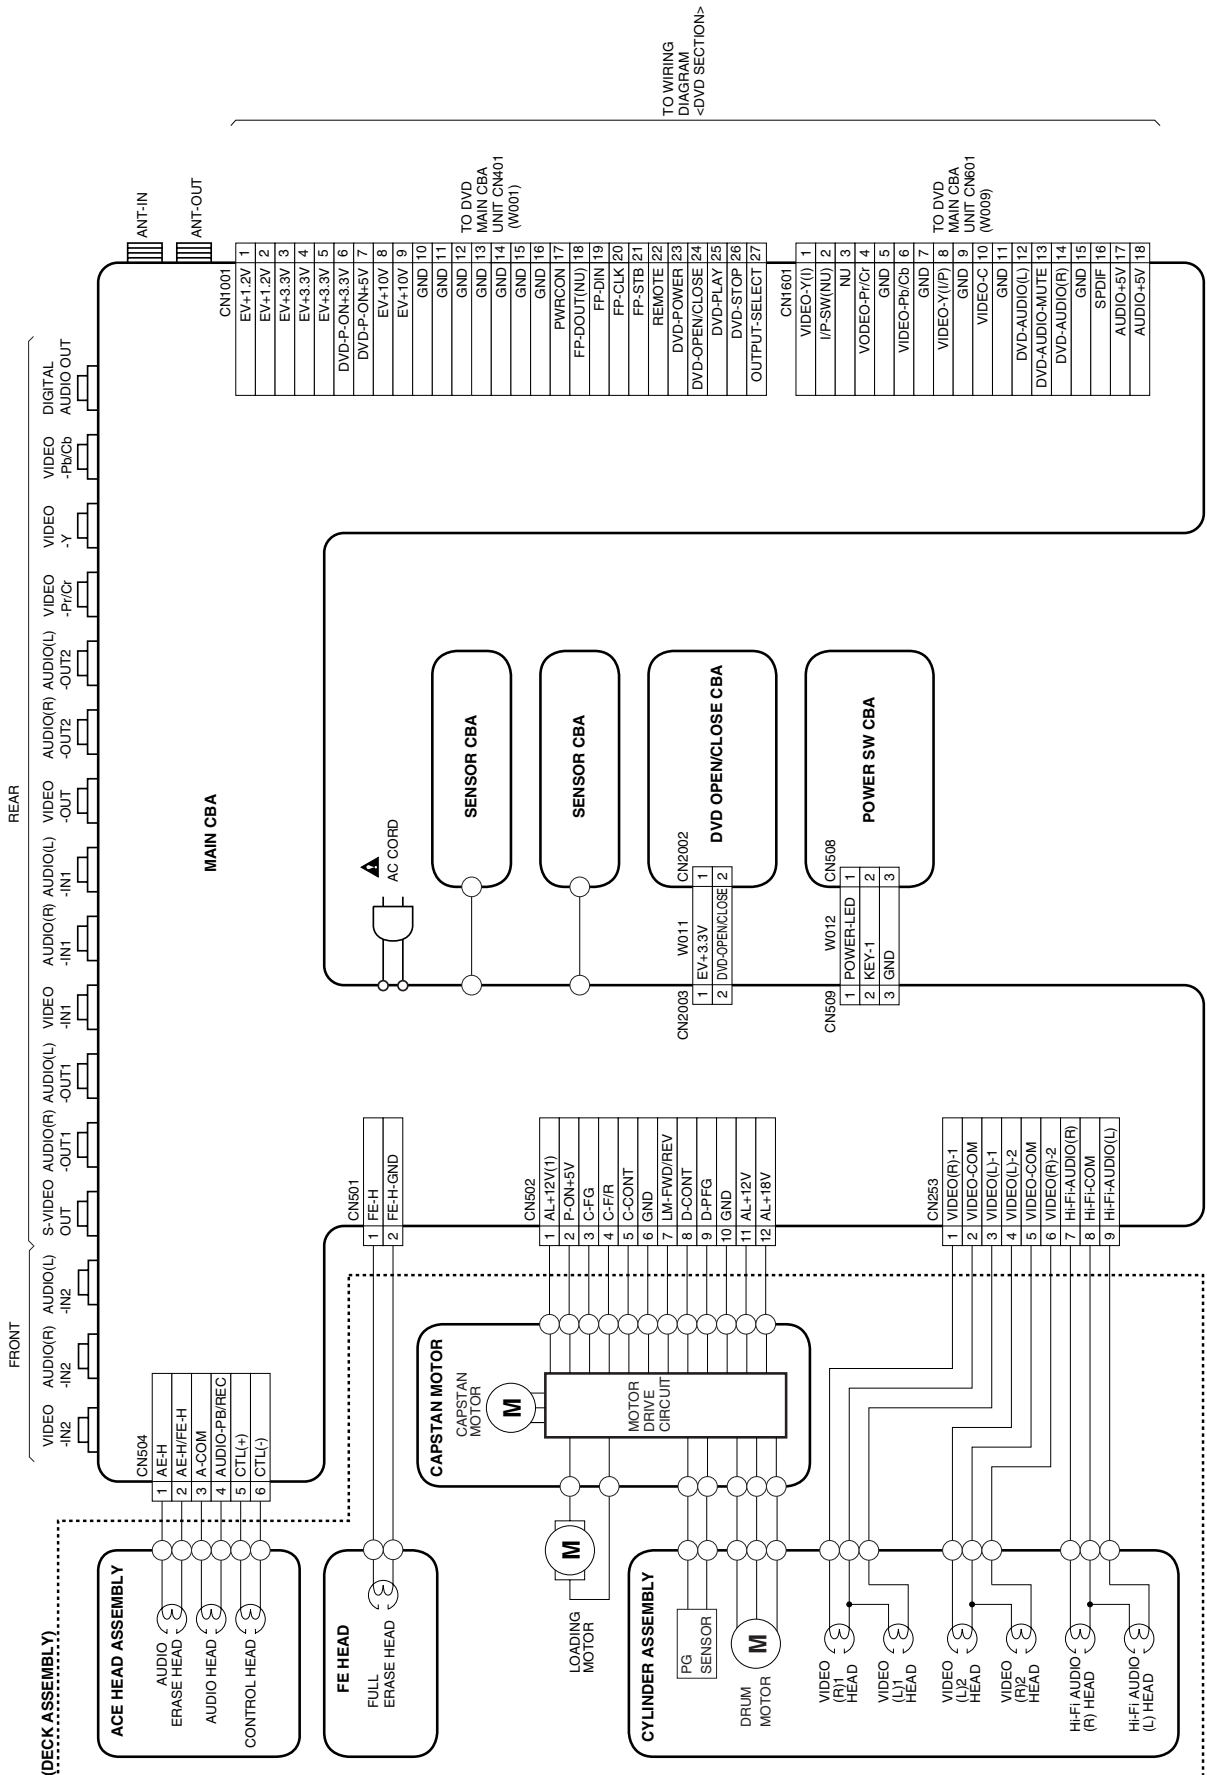 FRONT
REAR
VIDEO
-IN2
AUDIO(R)
-IN2
AUDIO(L)
-IN2
S-VIDEO
OUT
AUDIO(R)
-OUT1
AUDIO(L)
-OUT1
VIDEO
-IN1
AUDIO(R)
-IN1
AUDIO(L)
-IN1
VIDEO
-OUT
AUDIO(R)
-OUT2
AUDIO(L)
-OUT2
VIDEO
-Pr/Cr
VIDEO
-Y
VIDEO
-Pb/Cb
DIGITAL
AUDIO OUT
ANT-IN
ANT-OUT
MAIN CBA
(DECK ASSEMBLY)
ACE HEAD ASSEMBLY
AUDIO
ERASE HEAD
AUDIO HEAD
CONTROL HEAD
CN504
1 AE-H
2 AE-H/FE-H
3 A-COM
4 AUDIO-PB/REC
5 CTL(+)
6 CTL(-)
FE HEAD
FULL
ERASE HEAD
CN501
1 FE-H
2 FE-H-GND
CAPSTAN MOTOR
CAPSTAN
MOTOR
M
MOTOR
DRIVE
CIRCUIT
LOADING
MOTOR
M
CN502
1 AL+12V(1)
2 P-ON+5V
3 C-FG
4 C-F/R
5 C-CONT
6 GND
7 LM-FWD/REV
8 D-CONT
9 D-PFG
10 GND
11 AL+12V
12 AL+18V
CYLINDER ASSEMBLY
PG
SENSOR
DRUM
MOTOR
M
VIDEO
(R)1
HEAD
VIDEO
(L)1
HEAD
VIDEO
(L)2
HEAD
VIDEO
(R)2
HEAD
Hi-Fi AUDIO
(R) HEAD
Hi-Fi AUDIO
(L) HEAD
CN253
1 VIDEO(R)-1
2 VIDEO-COM
3 VIDEO(L)-1
4 VIDEO(L)-2
5 VIDEO-COM
6 VIDEO(R)-2
7 Hi-Fi-AUDIO(R)
8 Hi-Fi-COM
9 Hi-Fi-AUDIO(L)
AC CORD
SENSOR CBA
SENSOR CBA
CN2003 W011 CN2002
1 EV+3.3V 1
2 DVD-OPEN/CLOSE 2
DVD OPEN/CLOSE CBA
CN509 W012 CN508
1 POWER-LED 1
2 KEY-1 2
3 GND 3
POWER SW CBA
CN1001
EV+1.2V 1
EV+1.2V 2
EV+3.3V 3
EV+3.3V 4
EV+3.3V 5
DVD-P-ON+3.3V 6
DVD-P-ON+5V 7
EV+10V 8
EV+10V 9
GND 10
GND 11
GND 12
GND 13
GND 14
GND 15
GND 16
PWRCON 17
FP-DOUT(NU) 18
FP-DIN 19
FP-CLK 20
FP-STB 21
REMOTE 22
DVD-POWER 23
DVD-OPEN/CLOSE 24
DVD-PLAY 25
DVD-STOP 26
OUTPUT-SELECT 27
TO DVD
MAIN CBA
UNIT CN401
(W001)
CN1601
VIDEO-Y(I) 1
I/P-SW(NU) 2
NU 3
VODEO-Pr/Cr 4
GND 5
VIDEO-Pb/Cb 6
GND 7
VIDEO-Y(I/P) 8
GND 9
VIDEO-C 10
GND 11
DVD-AUDIO(L) 12
DVD-AUDIO-MUTE 13
DVD-AUDIO(R) 14
GND 15
SPDIF 16
AUDIO+5V 17
AUDIO+5V 18
TO DVD
MAIN CBA
UNIT CN601
(W009)
TO WIRING
DIAGRAM
<DVD SECTION>